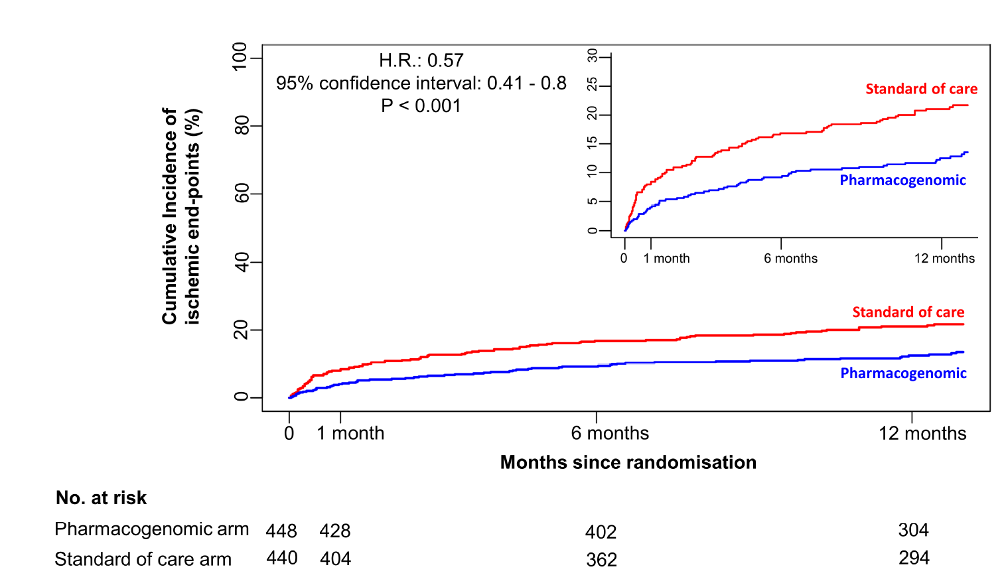 H.R.: 0.57
95% confidence interval: 0.41 - 0.8
P < 0.001
Cumulative Incidence of
ischemic end-points (%)
100
80
60
40
20
0
30
25
20
15
10
5
0
Standard of care
Pharmacogenomic
0 1 month 6 months 12 months
Standard of care
Pharmacogenomic
0 1 month 6 months 12 months
Months since randomisation
No. at risk
Pharmacogenomic arm 448 428 402 304
Standard of care arm 440 404 362 294